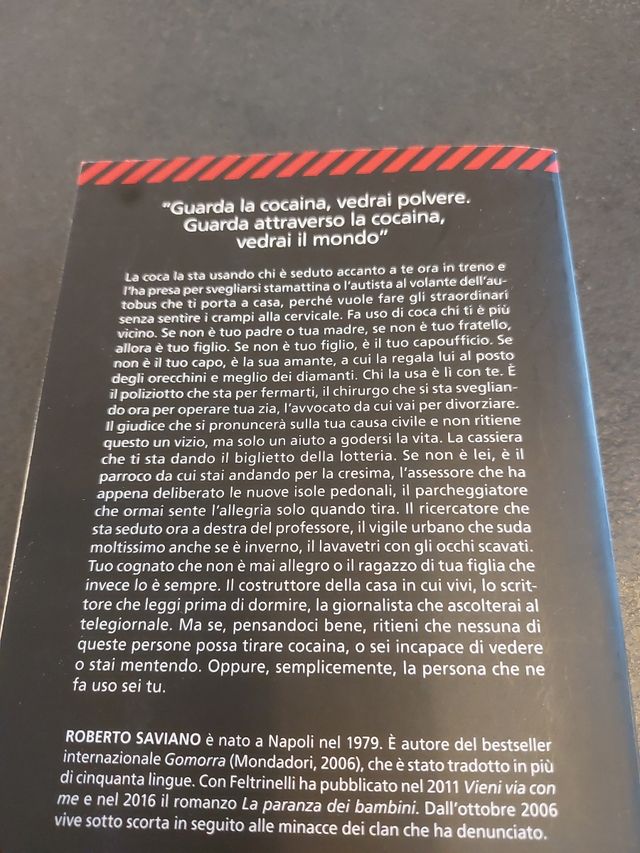 "Guarda la cocaina, vedrai polvere.
Guarda attraverso la cocaina,
vedrai il mondo"
La coca la sta usando chi è seduto accanto a te ora in treno e
l'ha presa per svegliarsi stamattina o l'autista al volante dell'au-
tobus che ti porta a casa, perché vuole fare gli straordinari
senza sentire i crampi alla cervicale. Fa uso di coca chi ti è più
vicino. Se non è tuo padre o tua madre, se non è tuo fratello,
allora è tuo figlio. Se non è tuo figlio, è il tuo capoufficio. Se
non è il tuo capo, è la sua amante, a cui la regala lui al posto
degli orecchini e meglio dei diamanti. Chi la usa è lì con te. È
il poliziotto che sta per fermarti, il chirurgo che si sta sveglian-
do ora per operare tua zia, l'avvocato da cui vai per divorziare.
Il giudice che si pronuncerà sulla tua causa civile e non ritiene
questo un vizio, ma solo un aiuto a godersi la vita. La cassiera
che ti sta dando il biglietto della lotteria. Se non è lei, è il
parroco da cui stai andando per la cresima, l'assessore che ha
appena deliberato le nuove isole pedonali, il parcheggiatore
che ormai sente l'allegria solo quando tira. Il ricercatore che
sta seduto ora a destra del professore, il vigile urbano che suda
moltissimo anche se è inverno, il lavavetri con gli occhi scavati.
Tuo cognato che non è mai allegro o il ragazzo di tua figlia che
invece lo è sempre. Il costruttore della casa in cui vivi, lo scrit-
tore che leggi prima di dormire, la giornalista che ascolterai al
telegiornale. Ma se, pensandoci bene, ritieni che nessuna di
queste persone possa tirare cocaina, o sei incapace di vedere
o stai mentendo. Oppure, semplicemente, la persona che ne
fa uso sei tu.
ROBERTO SAVIANO è nato a Napoli nel 1979. È autore del bestseller
internazionale Gomorra (Mondadori, 2006), che è stato tradotto in più
di cinquanta lingue. Con Feltrinelli ha pubblicato nel 2011 Vieni via con
me e nel 2016 il romanzo La paranza dei bambini. Dall'ottobre 2006
vive sotto scorta in seguito alle minacce dei clan che ha denunciato.